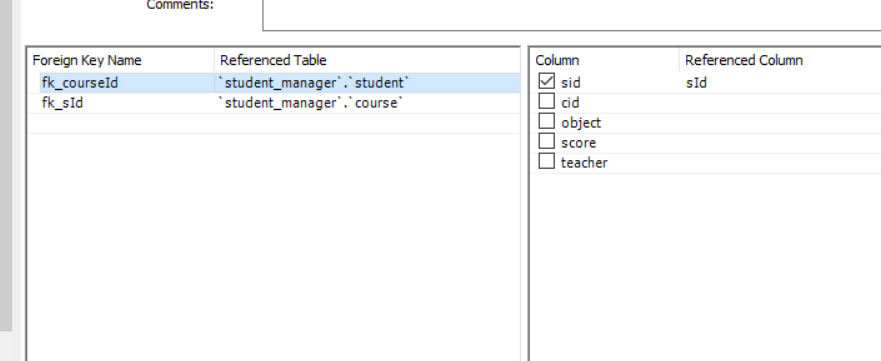 Comments:
Foreign Key Name Referenced Table Column Referenced Column
fk_courseId `student_manager`.`student` sid sId
fk_sId `student_manager`.`course` cid
object
score
teacher